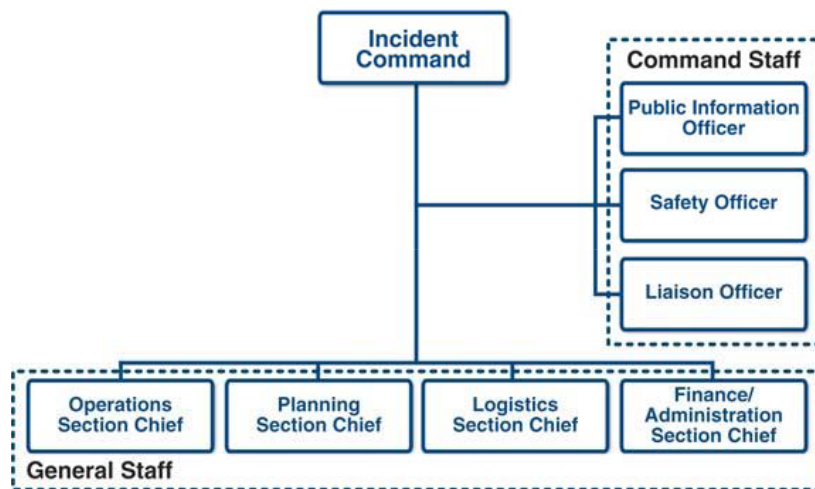 Incident
Command
Command Staff
Public Information
Officer
Safety Officer
Liaison Officer
Operations
Section Chief
Planning
Section Chief
Logistics
Section Chief
Finance/
Administration
Section Chief
General Staff